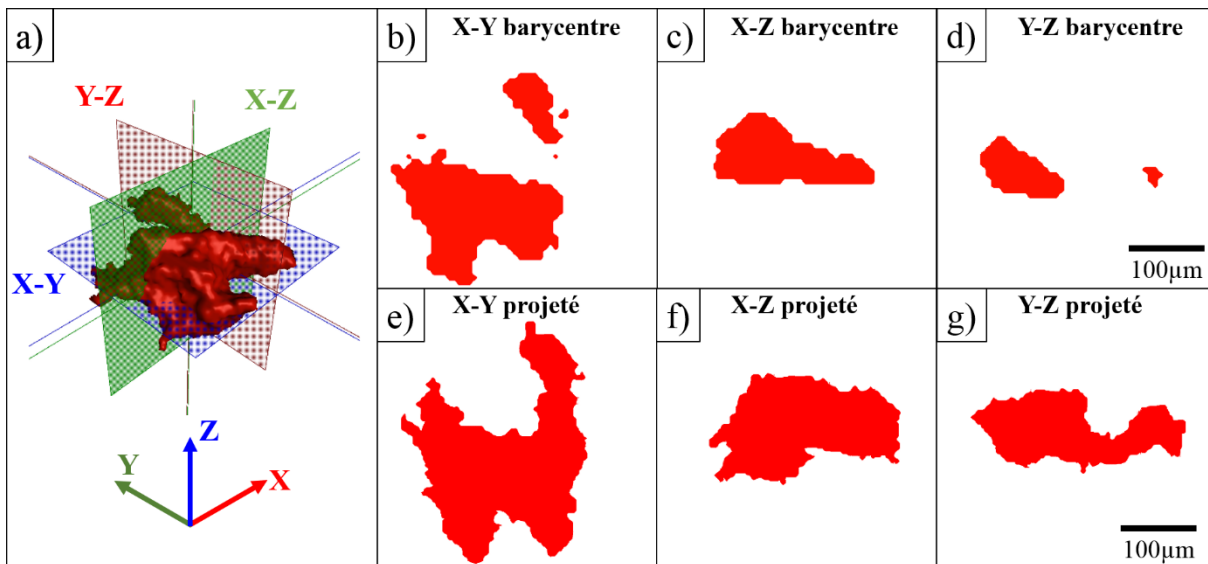 a)
Y-Z
X-Z
X-Y
Z
Y
X
b)
X-Y barycentre
c)
X-Z barycentre
d)
Y-Z barycentre
100µm
e)
X-Y projeté
f)
X-Z projeté
g)
Y-Z projeté
100µm